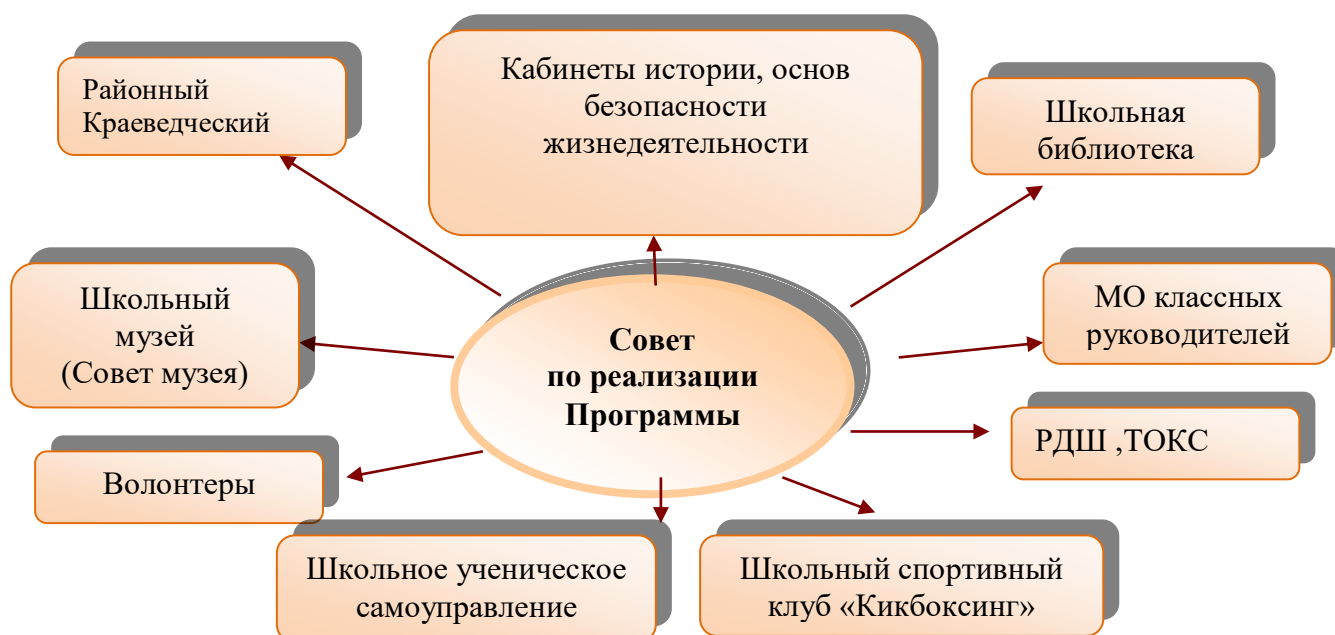 Районный
Краеведческий
Кабинеты истории, основ
безопасности
жизнедеятельности
Школьная
библиотека
Школьный
музей
(Совет музея)
Совет
по реализации
Программы
МО классных
руководителей
РДШ ,ТОКС
Волонтеры
Школьное ученическое
самоуправление
Школьный спортивный
клуб «Кикбоксинг»